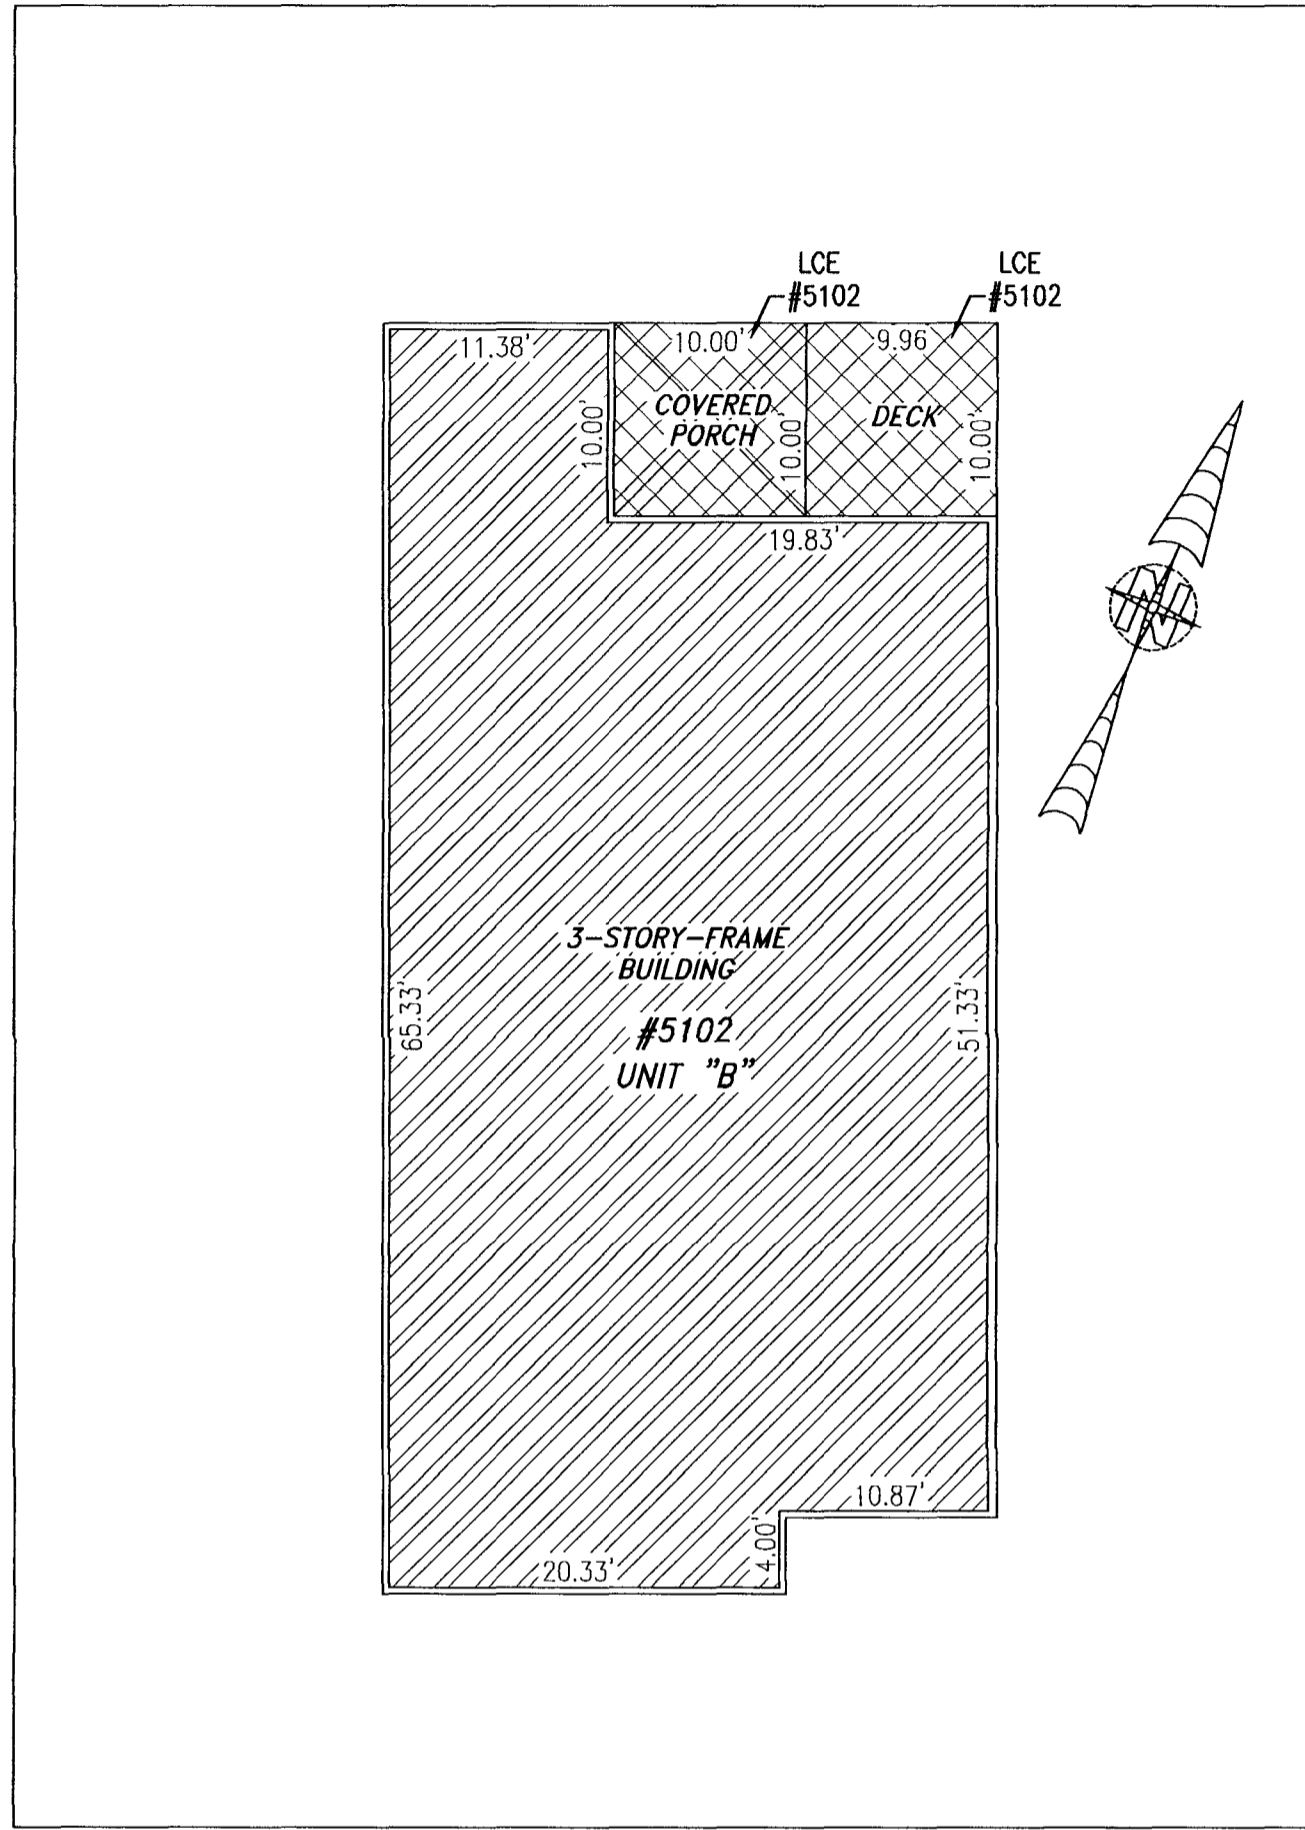 LCE
#5102
LCE
#5102
11.38'
10.00'
9.96
COVERED
PORCH
DECK
10.00'
10.00'
10.00'
19.83'
N
3-STORY-FRAME
BUILDING
#5102
UNIT "B"
65.33'
51.33'
10.87'
4.00'
20.33'